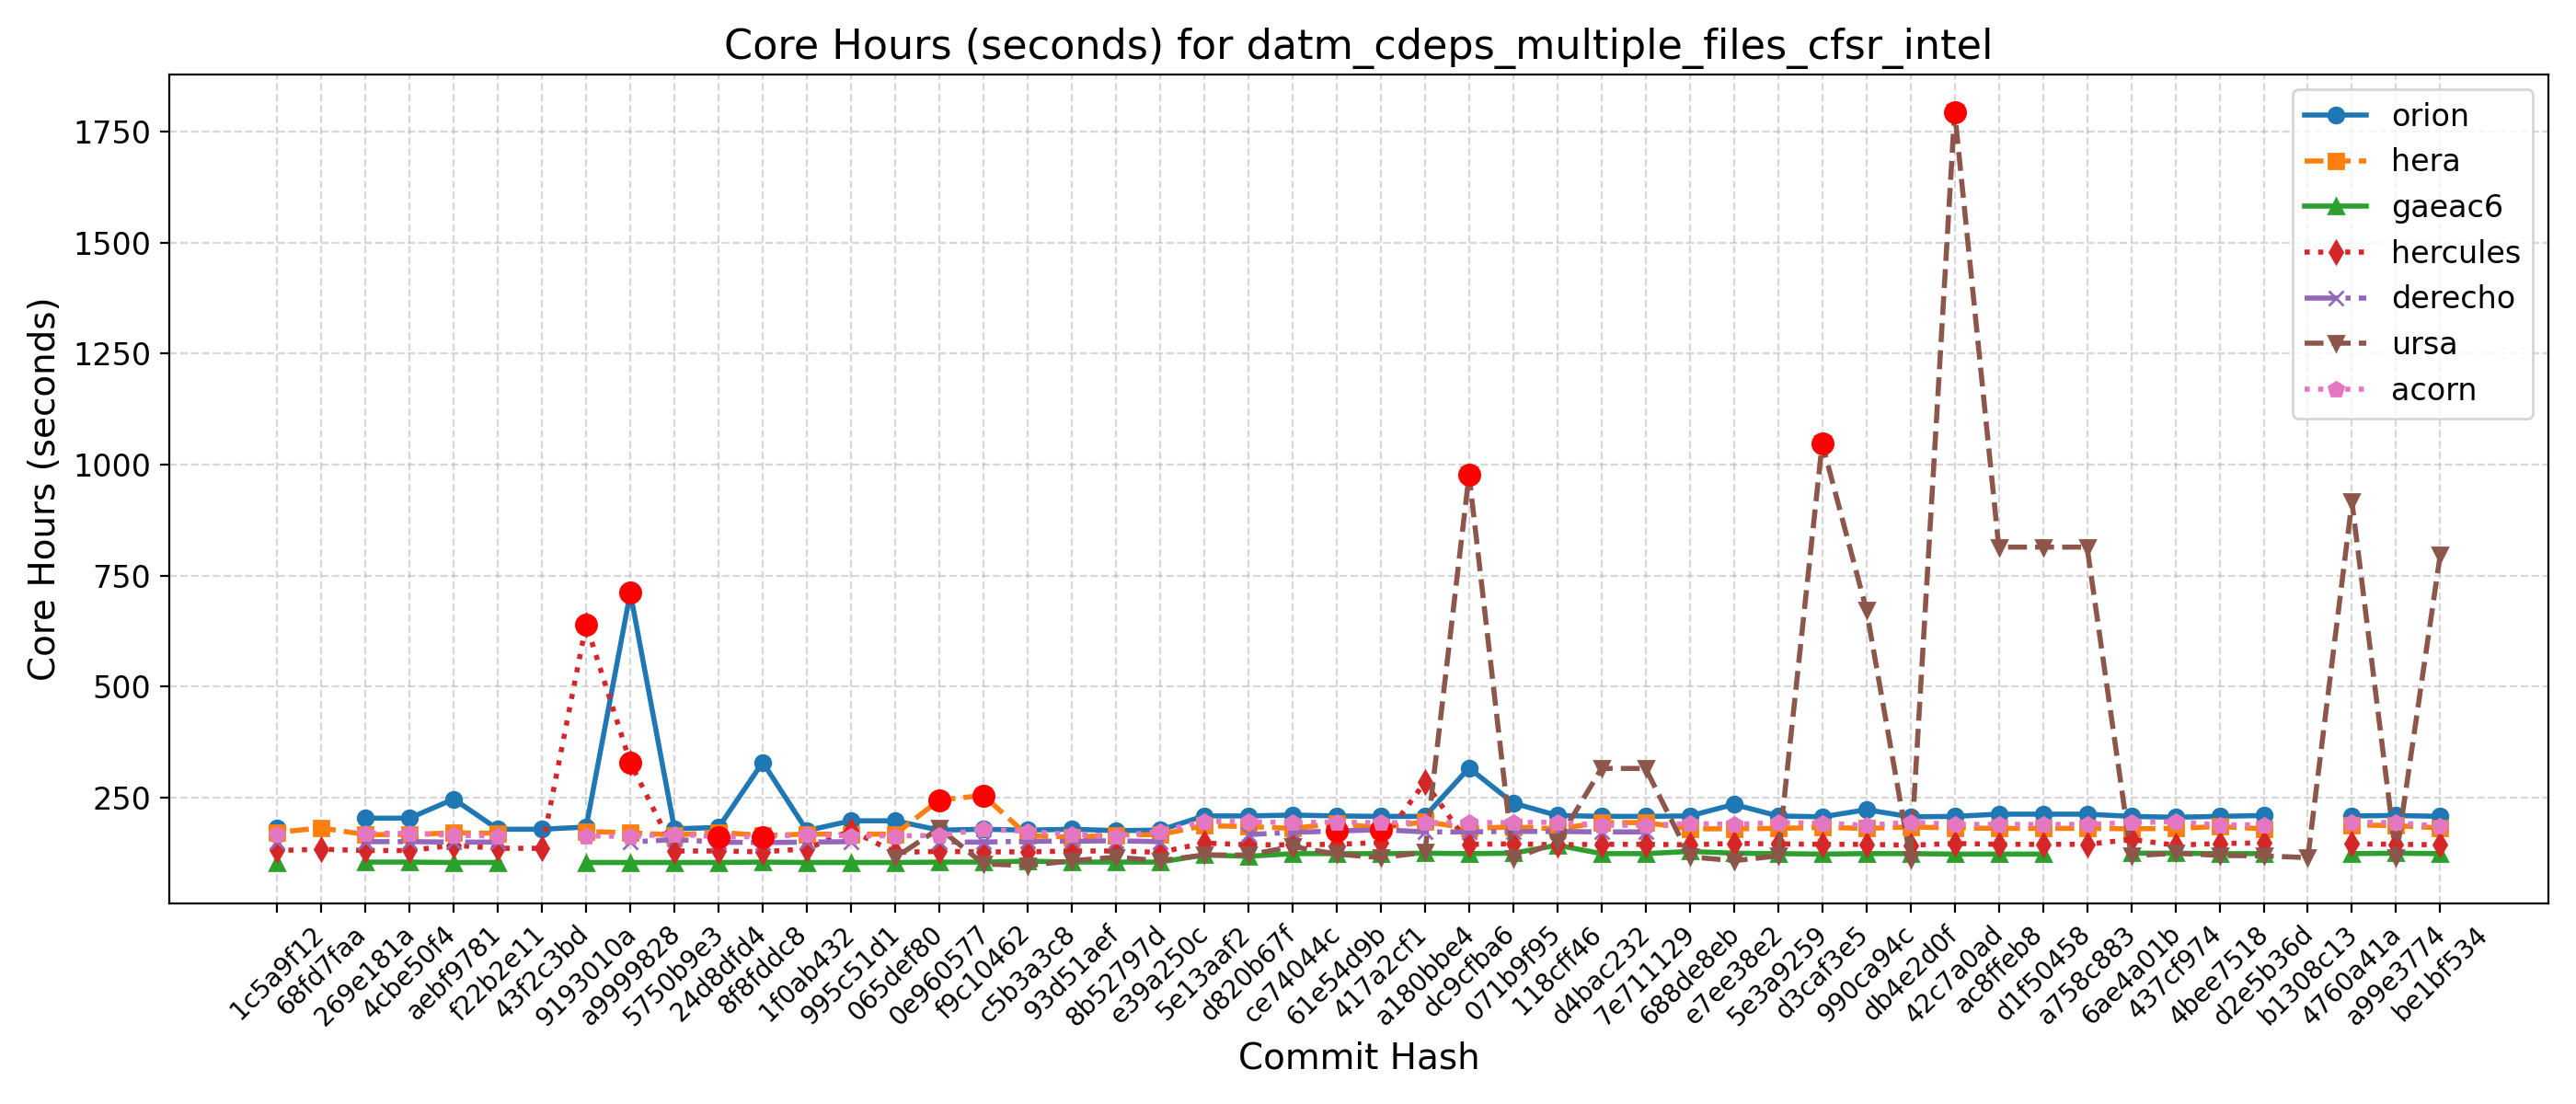 Core Hours (seconds) for datm_cdeps_multiple_files_cfsr_intel
Core Hours (seconds)
1750
1500
1250
1000
750
500
250
orion
hera
gaeac6
hercules
derecho
ursa
acorn
1c5a9f12
68fd7faa
269e181a
4cbe50f4
aebf9781
f22b2e11
43f2c3bd
9193010a
a9999828
5750b9e3
24d8dfd4
8f8fddc8
1f0ab432
995c51d1
065def80
0e960577
f9c10462
c5b3a3c8
93d51aef
8b52797d
e39a250c
5e13aaf2
d820b67f
ce74044c
61e54d9b
417a2cf1
a180bbe4
dc9cfba6
071b9f95
118cff46
d4bac232
7e711129
688de8eb
e7ee38e2
5e3a9259
d3caf3e5
990ca94c
db4e2d0f
42c7a0ad
ac8ffeb8
d1f50458
a758c883
6ae4a01b
437cf974
4bee7518
d2e5b36d
b1308c13
4760a41a
a99e3774
be1bf534
Commit Hash